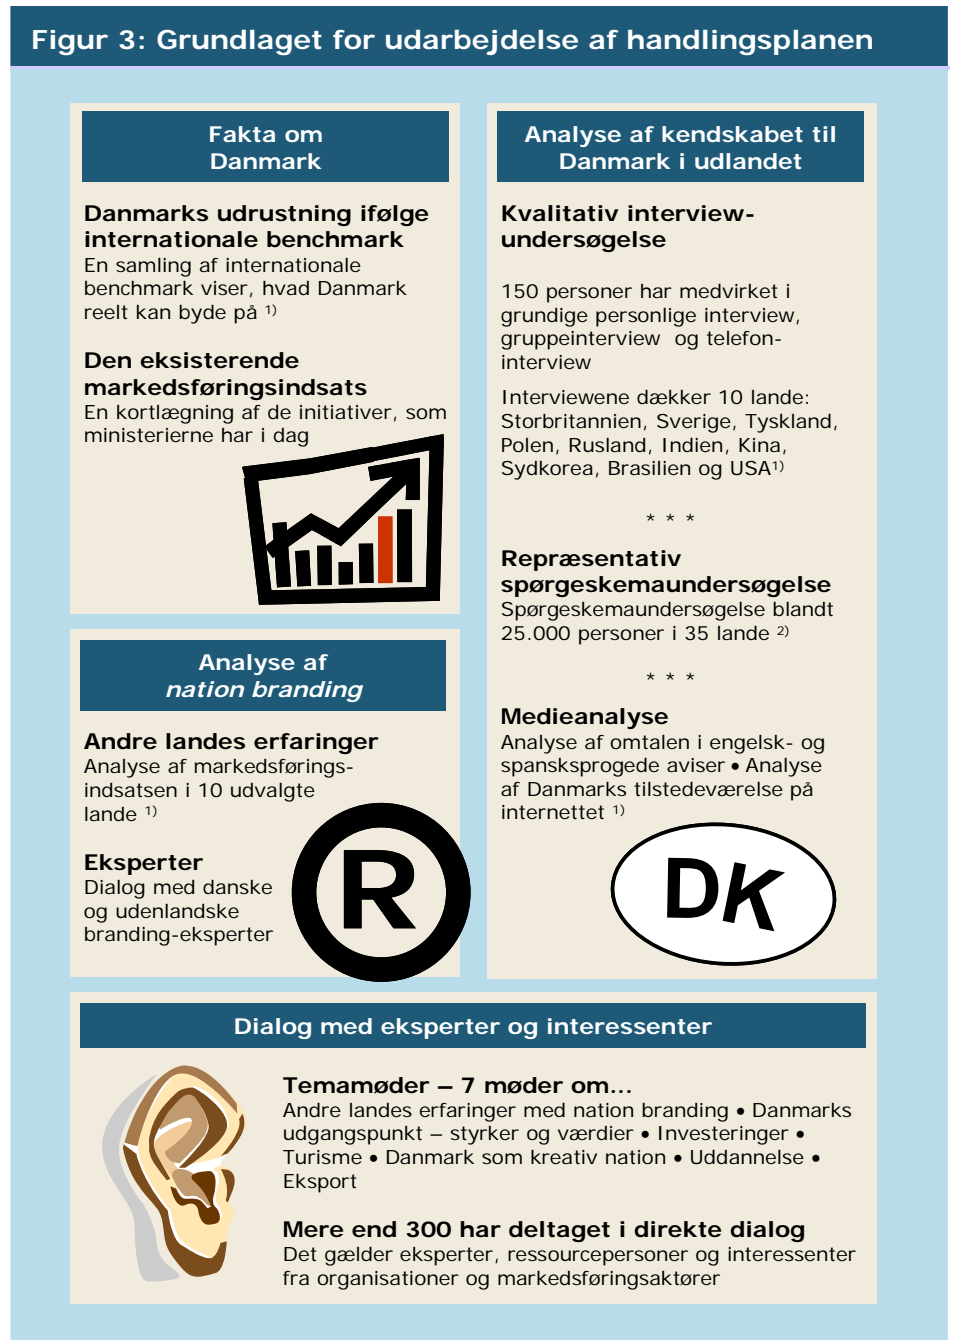 Figur 3: Grundlaget for udarbejdelse af handlingsplanen
Fakta om
Danmark
Danmarks udrustning ifølge
internationale benchmark
En samling af internationale
benchmark viser, hvad Danmark
reelt kan byde på 1)
Den eksisterende
markedsføringsindsats
En kortlægning af de initiativer, som
ministerierne har i dag
Analyse af
nation branding
Andre landes erfaringer
Analyse af markedsførings-
indsatsen i 10 udvalgte
lande 1)
Eksperter
Dialog med danske
og udenlandske
branding-eksperter
R
Analyse af kendskabet til
Danmark i udlandet
Kvalitativ interview-
undersøgelse
150 personer har medvirket i
grundige personlige interview,
gruppeinterview og telefon-
interview
Interviewene dækker 10 lande:
Storbritannien, Sverige, Tyskland,
Polen, Rusland, Indien, Kina,
Sydkorea, Brasilien og USA1)
* * *
Repræsentativ
spørgeskemaundersøgelse
Spørgeskemaundersøgelse blandt
25.000 personer i 35 lande 2)
* * *
Medieanalyse
Analyse af omtalen i engelsk- og
spansksprogede aviser • Analyse
af Danmarks tilstedeværelse på
internettet 1)
DK
Dialog med eksperter og interessenter
Temamøder – 7 møder om...
Andre landes erfaringer med nation branding • Danmarks
udgangspunkt – styrker og værdier • Investeringer •
Turisme • Danmark som kreativ nation • Uddannelse •
Eksport
Mere end 300 har deltaget i direkte dialog
Det gælder eksperter, ressourcepersoner og interessenter
fra organisationer og markedsføringsaktører